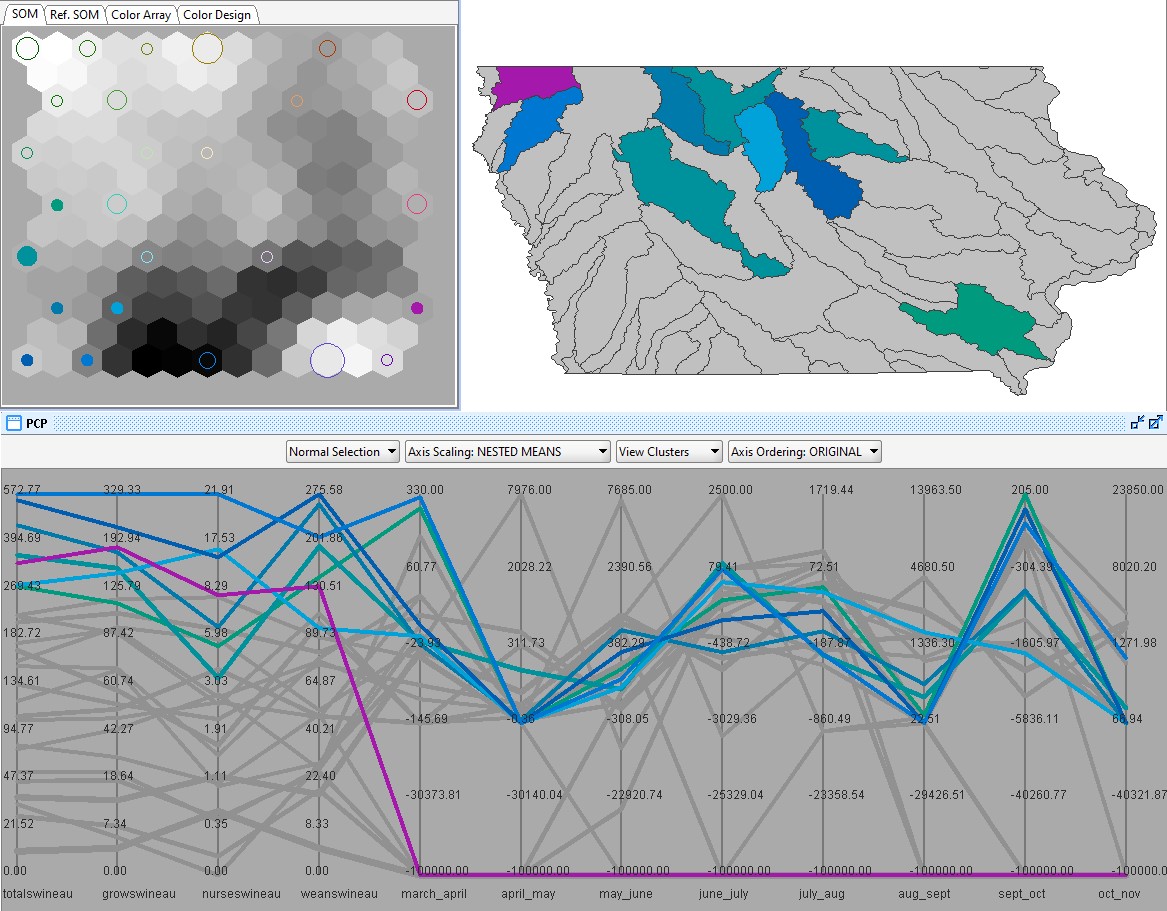 SOM Ref. SOM Color Array Color Design
PCP
Normal Selection Axis Scaling: NESTED MEANS View Clusters Axis Ordering: ORIGINAL
572.77 329.33 21.91 275.58 330.00 7976.00 7685.00 2500.00 1719.44 13963.50 205.00 23850.00
394.69 192.94 17.53 201.86
60.77 2028.22 2390.56 79.41 72.51 4680.50 -304.39 8020.20
269.43 125.79 8.29 130.51
182.72 87.42 5.98 89.73
-23.93 311.73 382.29 -438.72 -187.87 1336.30 -1605.97 1271.98
134.61 60.74 3.03 64.87
-145.69 -0.36 -308.05 -3029.36 -860.49 22.51 -5836.11 66.94
94.77 42.27 1.91 40.21
47.37 18.64 1.11 22.40
-30373.81 -30140.04 -22920.74 -25329.04 -23358.54 -29426.51 -40260.77 -40321.87
21.52 7.34 0.35 8.33
0.00 0.00 0.00 0.00 -100000.00 -100000.00 -100000.00 -100000.00 -100000.00 -100000.00 -100000.00 -100000.0
totalswineau growswineau nurseswineau weanswineau march_april april_may may_june june_july july_aug aug_sept sept_oct oct_nov